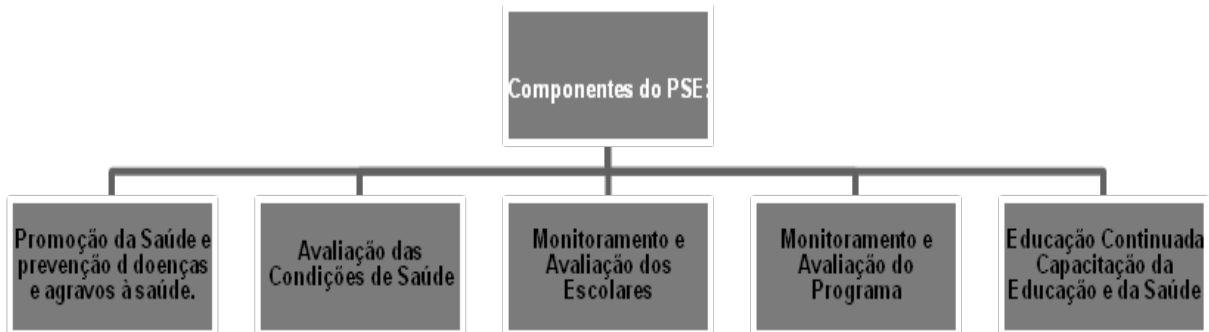 Componentes do PSE:
Promoção da Saúde e
prevenção d doenças
e agravos à saúde.
Avaliação das
Condições de Saúde
Monitoramento e
Avaliação dos
Escolares
Monitoramento e
Avaliação do
Programa
Educação Continuada
Capacitação da
Educação e da Saúde